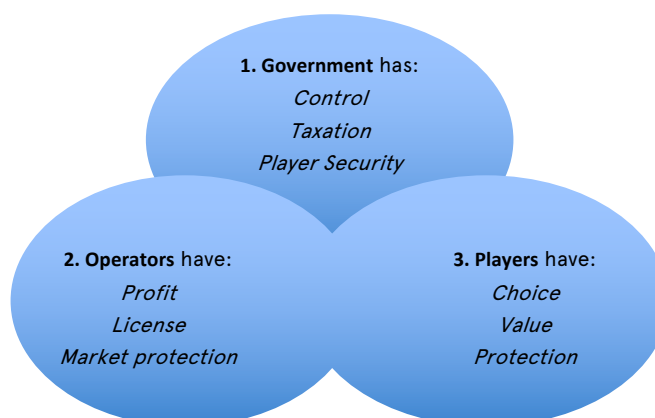 1. Government has:
Control
Taxation
Player Security
2. Operators have:
Profit
License
Market protection
3. Players have:
Choice
Value
Protection